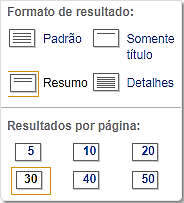 Formato de resultado:
Padrão Somente título
Resumo Detalhes
Resultados por página:
5 10 20
30 40 50